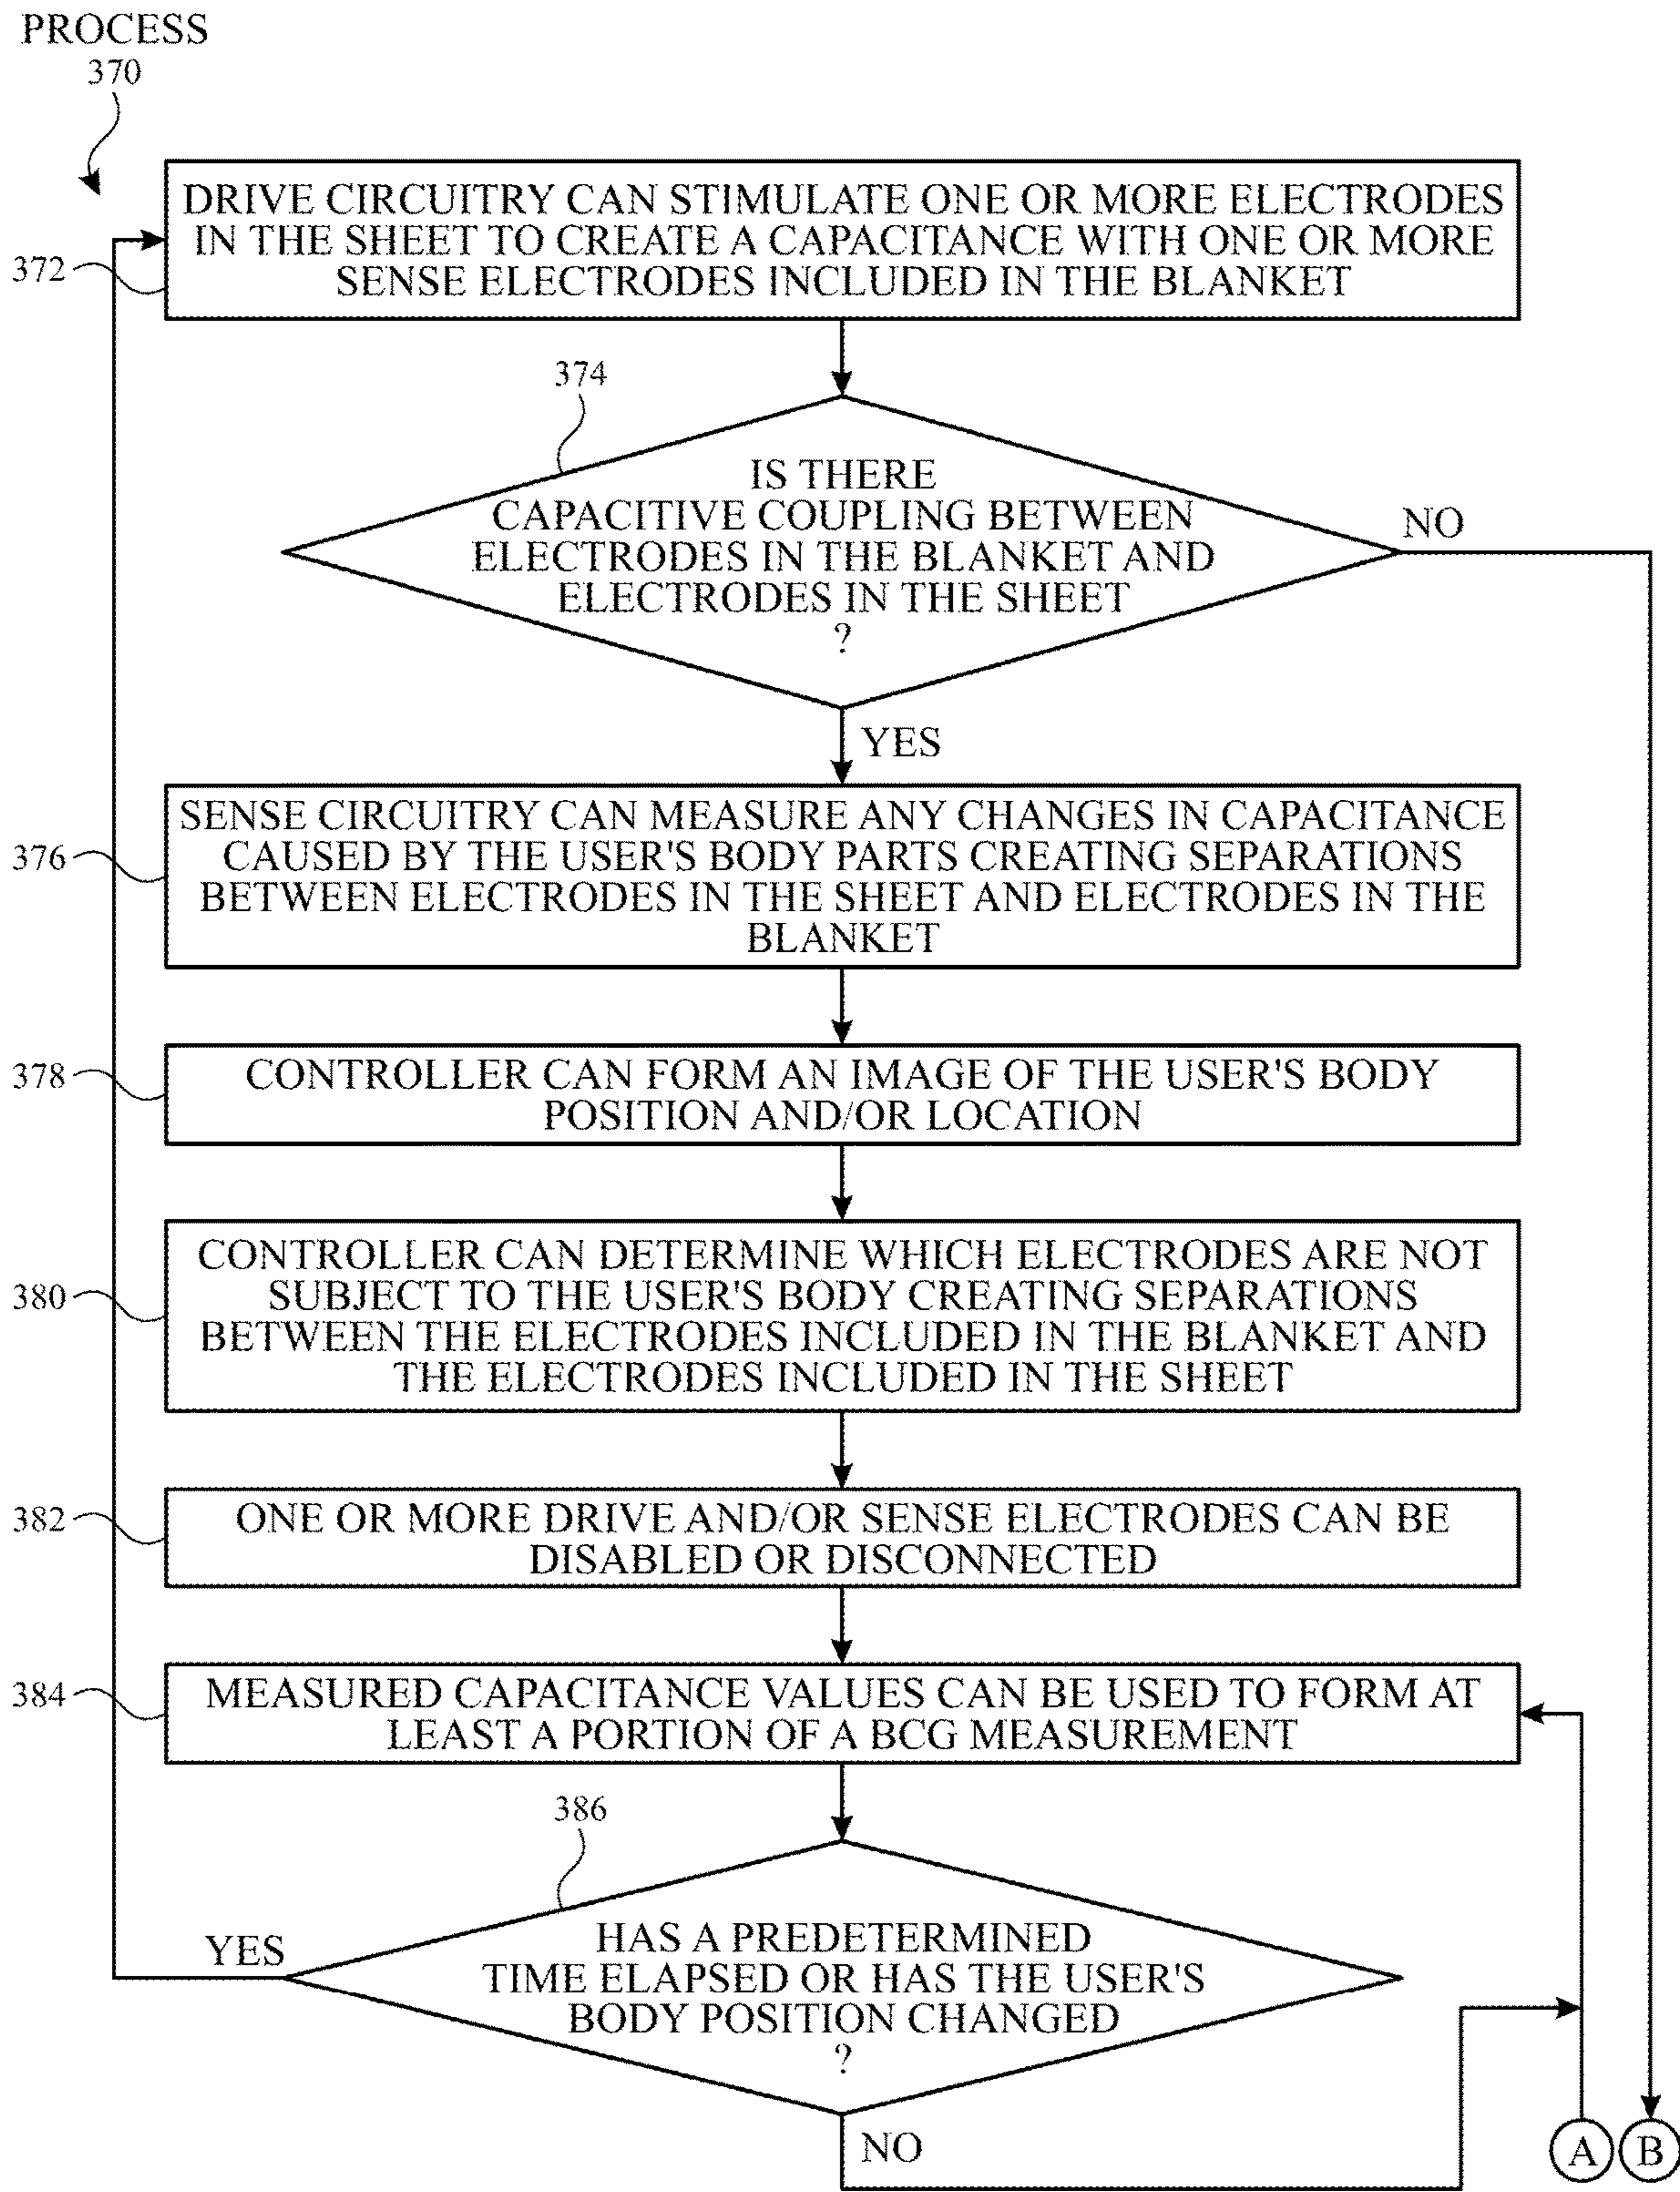 PROCESS
370
DRIVE CIRCUITRY CAN STIMULATE ONE OR MORE ELECTRODES
IN THE SHEET TO CREATE A CAPACITANCE WITH ONE OR MORE
SENSE ELECTRODES INCLUDED IN THE BLANKET
372
374
IS THERE
CAPACITIVE COUPLING BETWEEN
ELECTRODES IN THE BLANKET AND
ELECTRODES IN THE SHEET
?
NO
YES
SENSE CIRCUITRY CAN MEASURE ANY CHANGES IN CAPACITANCE
CAUSED BY THE USER'S BODY PARTS CREATING SEPARATIONS
BETWEEN ELECTRODES IN THE SHEET AND ELECTRODES IN THE
BLANKET
376
CONTROLLER CAN FORM AN IMAGE OF THE USER'S BODY
POSITION AND/OR LOCATION
378
CONTROLLER CAN DETERMINE WHICH ELECTRODES ARE NOT
SUBJECT TO THE USER'S BODY CREATING SEPARATIONS
BETWEEN THE ELECTRODES INCLUDED IN THE BLANKET AND
THE ELECTRODES INCLUDED IN THE SHEET
380
ONE OR MORE DRIVE AND/OR SENSE ELECTRODES CAN BE
DISABLED OR DISCONNECTED
382
MEASURED CAPACITANCE VALUES CAN BE USED TO FORM AT
LEAST A PORTION OF A BCG MEASUREMENT
384
386
HAS A PREDETERMINED
TIME ELAPSED OR HAS THE USER'S
BODY POSITION CHANGED
?
YES
NO
A
B